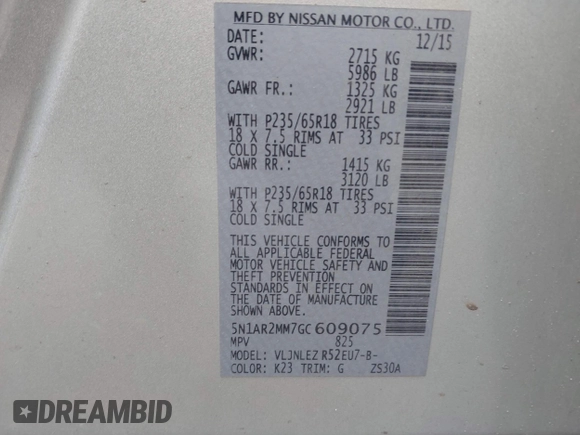 MFD BY NISSAN MOTOR CO., LTD.
DATE: 12/15
GVWR: 2715 KG
5986 LB
GAWR FR.: 1325 KG
2921 LB
WITH P235/65R18 TIRES
18 X 7.5 RIMS AT 33 PSI
COLD SINGLE
GAWR RR.: 1415 KG
3120 LB
WITH P235/65R18 TIRES
18 X 7.5 RIMS AT 33 PSI
COLD SINGLE
THIS VEHICLE CONFORMS TO
ALL APPLICABLE FEDERAL
MOTOR VEHICLE SAFETY AND
THEFT PREVENTION
STANDARDS IN EFFECT ON
THE DATE OF MANUFACTURE
SHOWN ABOVE.
5N1AR2MM7GC609075
MPV 825
MODEL: VLJNLEZ R52EU7-B-
COLOR: K23 TRIM: G ZS30A
DREAMBID